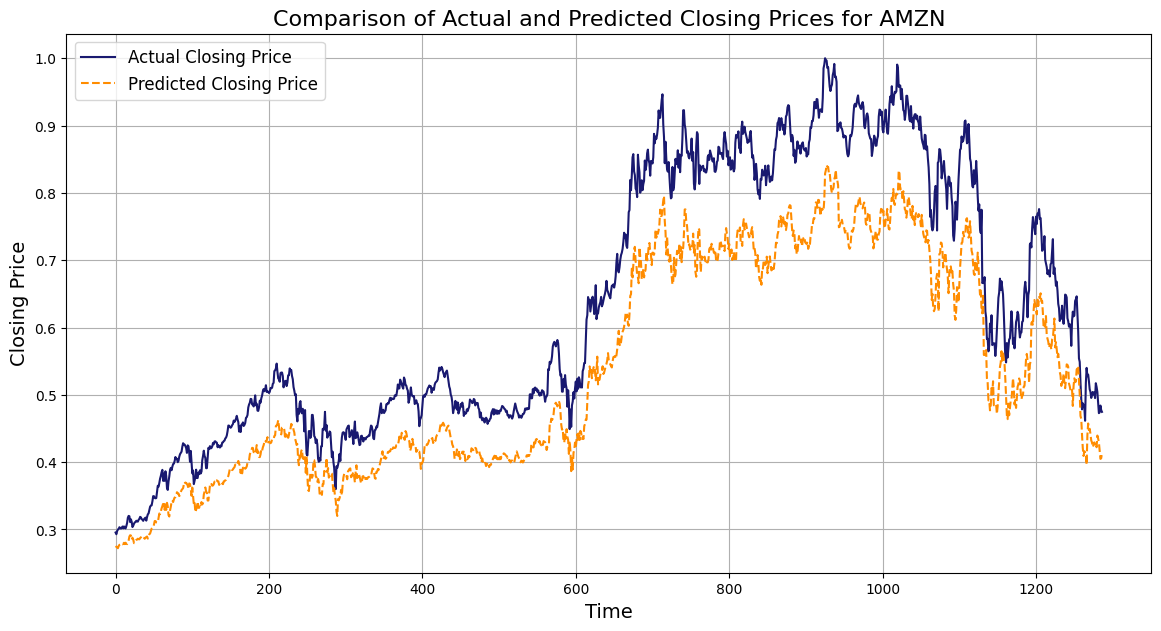 Comparison of Actual and Predicted Closing Prices for AMZN
Actual Closing Price
Predicted Closing Price
Closing Price
1.0
0.9
0.8
0.7
0.6
0.5
0.4
0.3
0 200 400 600 800 1000 1200
Time